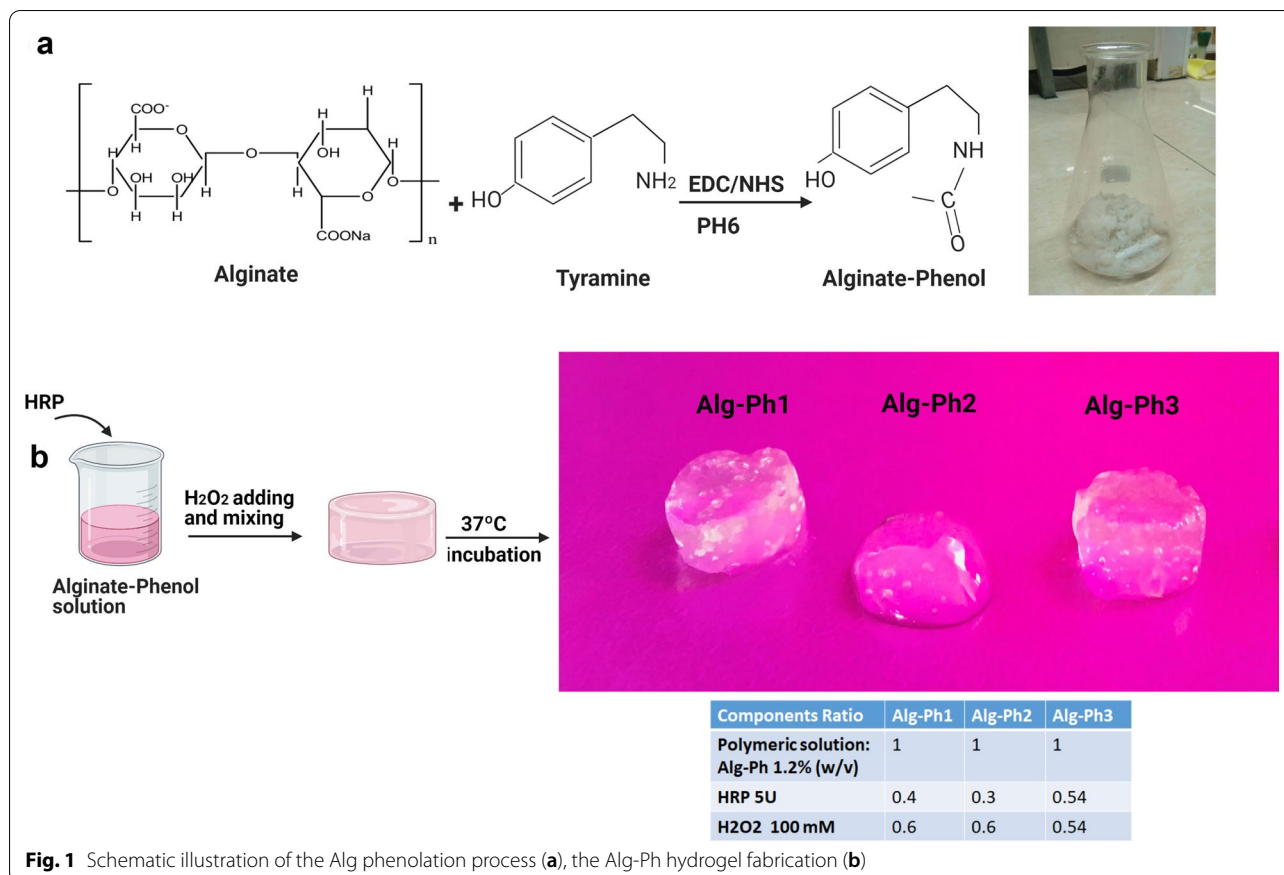 a
COO-
O
H
H
H
O
OH
OH
H
H
H
O
H
OH
H
H
O
O
COONa
n
+
HO
NH2
EDC/NHS
PH6
HO
NH
C
O
Alginate
Tyramine
Alginate-Phenol
b
HRP
H2O2 adding
and mixing
37ºC
incubation
Alginate-Phenol
solution
Alg-Ph1
Alg-Ph2
Alg-Ph3
Components Ratio Alg-Ph1 Alg-Ph2 Alg-Ph3
Polymeric solution: 1 1 1
Alg-Ph 1.2% (w/v)
HRP 5U 0.4 0.3 0.54
H2O2 100 mM 0.6 0.6 0.54
Fig. 1 Schematic illustration of the Alg phenolation process (a), the Alg-Ph hydrogel fabrication (b)